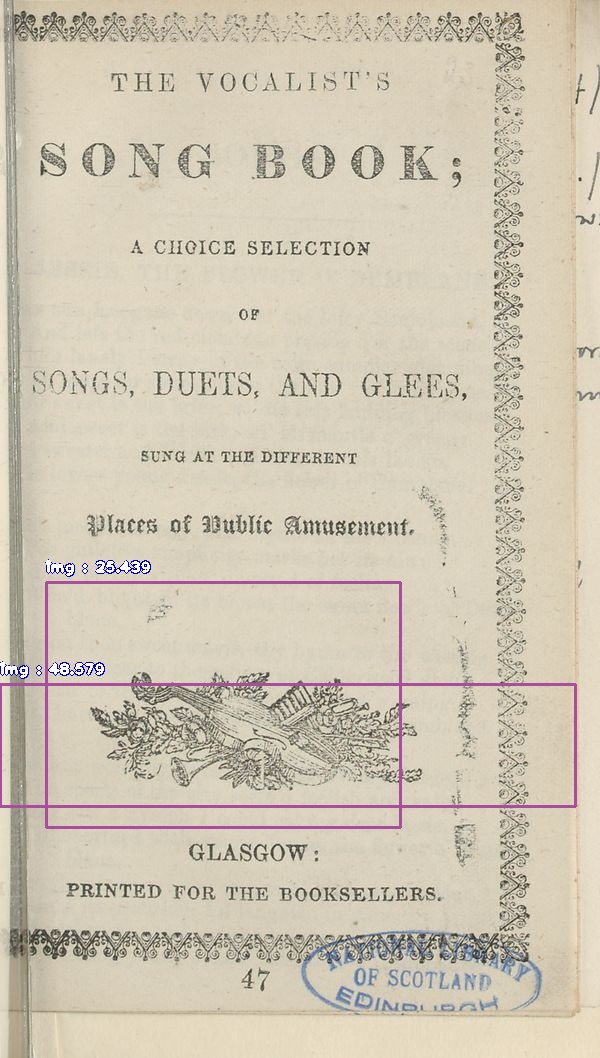 THE VOCALIST'S
SONG BOOK;
A CHOICE SELECTION
OF
SONGS, DUETS, AND GLEES,
SUNG AT THE DIFFERENT
Places of Public Amusement.
img : 25.439
img : 48.579
GLASGOW:
PRINTED FOR THE BOOKSELLERS.
47
NATIONAL LIBRARY
OF SCOTLAND
EDINBURGH